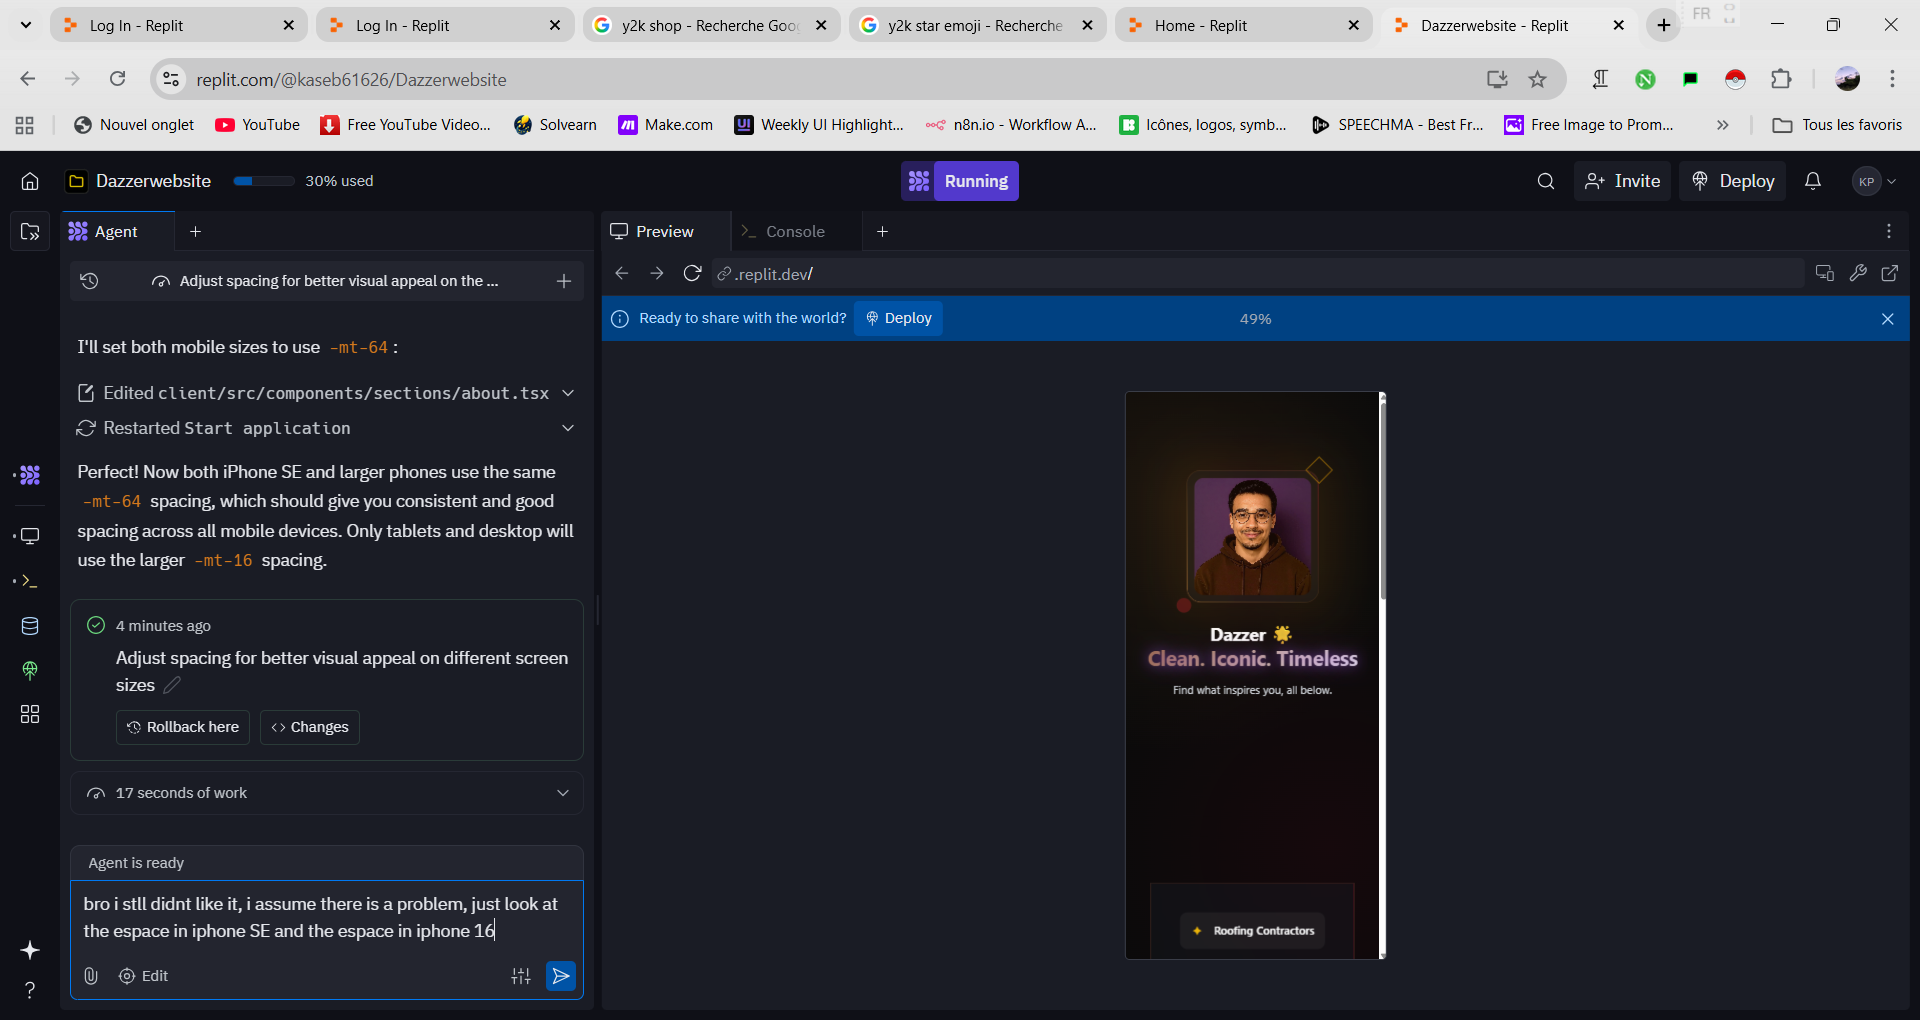 Log In - Replit
Log In - Replit
y2k shop - Recherche Goo
y2k star emoji - Recherche
Home - Replit
Dazzerwebsite - Replit
FR
replit.com/@kaseb61626/Dazzerwebsite
Nouvel onglet
YouTube
Free YouTube Video...
Solvearn
Make.com
UI
Weekly UI Highlight...
n8n.io - Workflow A...
Icônes, logos, symb...
SPEECHMA - Best Fr...
Free Image to Prom...
Tous les favoris
Dazzerwebsite
30% used
Running
Invite
Deploy
KP
Agent
Preview
Console
Adjust spacing for better visual appeal on the ...
.replit.dev/
Ready to share with the world?
Deploy
49%
I'll set both mobile sizes to use -mt-64 :
Edited client/src/components/sections/about.tsx
Restarted Start application
Perfect! Now both iPhone SE and larger phones use the same
-mt-64 spacing, which should give you consistent and good
spacing across all mobile devices. Only tablets and desktop will
use the larger -mt-16 spacing.
4 minutes ago
Adjust spacing for better visual appeal on different screen
sizes
Rollback here
Changes
17 seconds of work
Agent is ready
bro i stll didnt like it, i assume there is a problem, just look at
the espace in iphone SE and the espace in iphone 16
Edit
Dazzer 🌟
Clean. Iconic. Timeless
Find what inspires you, all below.
Roofing Contractors